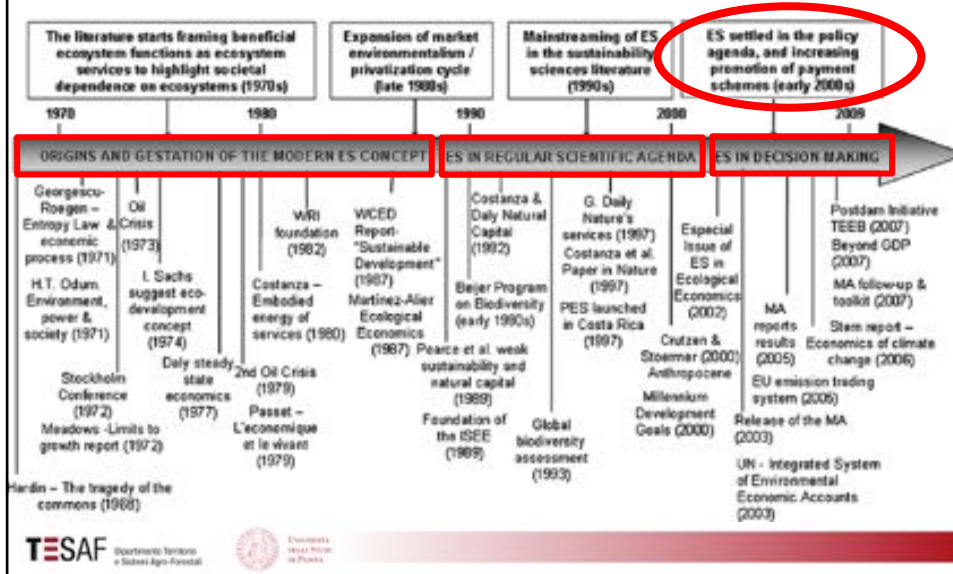 The literature starts framing beneficial
ecosystem functions as ecosystem
services to highlight societal
dependence on ecosystems (1970s)
Expansion of market
environmentalism /
privatization cycle
(late 1980s)
Mainstreaming of ES
in the sustainability
sciences literature
(1990s)
ES settled in the policy
agenda, and increasing
promotion of payment
schemes (early 2000s)
1970
1980
1990
2000
2009
ORIGINS AND GESTATION OF THE MODERN ES CONCEPT
ES IN REGULAR SCIENTIFIC AGENDA
ES IN DECISION-MAKING
Georgescu-
Roegen –
Entropy Law &
economic
process (1971)
Oil
Crisis
(1973)
H.T. Odum.
Environment,
power &
society (1971)
I. Sachs
suggest eco-
development
concept
(1974)
Stockholm
Conference
(1972)
Meadows -Limits to
growth report (1972)
Hardin – The tragedy of the
commons (1968)
Daly steady
state
economics
(1977)
WRI
foundation
(1982)
Costanza –
Embodied
energy of
services (1980)
2nd Oil Crisis
(1979)
Passet –
L'economique
et le vivant
(1979)
WCED
Report-
"Sustainable
Development"
(1987)
Martinez-Alier
Ecological
Economics
(1987)
Costanza &
Daly Natural
Capital
(1992)
Beijer Program
on Biodiversity
(early 1990s)
Pearce et al. weak
sustainability and
natural capital
(1989)
Foundation of
the ISEE
(1989)
Global
biodiversity
assessment
(1993)
G. Daily
Nature's
services (1997)
Costanza et al.
Paper in Nature
(1997)
PES launched
in Costa Rica
(1997)
Crutzen &
Stoermer (2000)
Anthropocene
Millennium
Development
Goals (2000)
Especial
Issue of
ES in
Ecological
Economics
(2002)
MA
reports
results
(2005)
Postdam Initiative
TEEB (2007)
Beyond GDP
(2007)
MA follow-up &
toolkit (2007)
Stern report –
Economics of climate
change (2006)
EU emission trading
system (2005)
Release of the MA
(2003)
UN - Integrated System
of Environmental
Economic Accounts
(2003)
TESAF
Dipartimento Territorio
e Sistemi Agro-Forestali
Università
degli Studi
di Padova